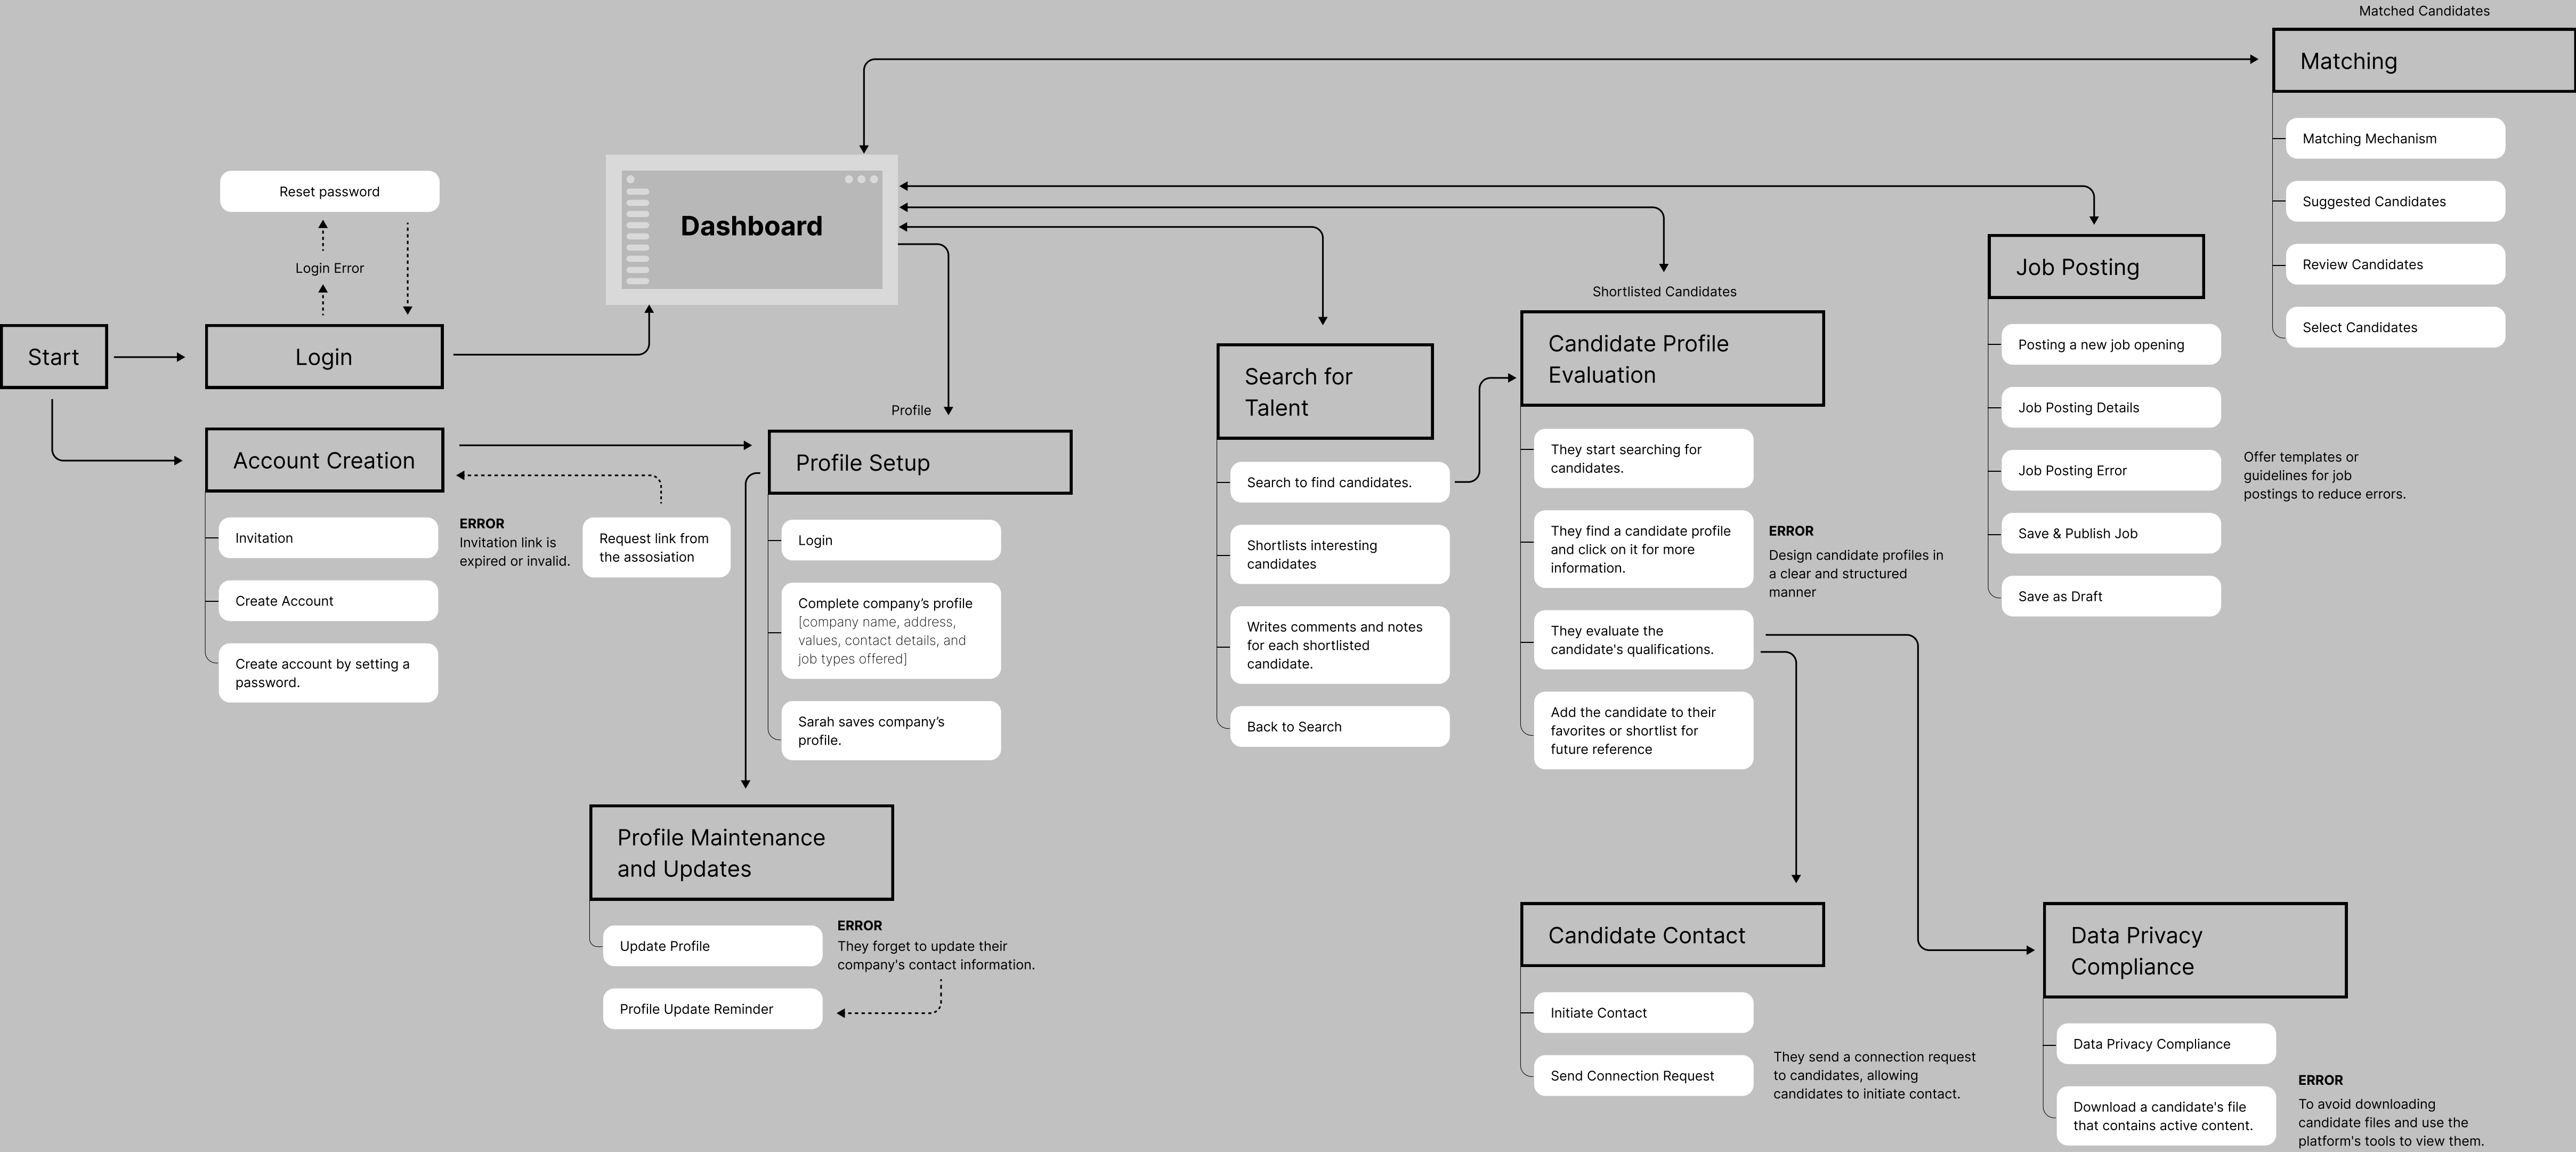 Matched Candidates
Matching
Matching Mechanism
Suggested Candidates
Review Candidates
Select Candidates
Reset password
Login Error
Start
Login
Dashboard
Account Creation
Invitation
Create Account
Create account by setting a
password.
ERROR
Invitation link is
expired or invalid.
Request link from
the assosiation
Profile
Profile Setup
Login
Complete company’s profile
[company name, address,
values, contact details, and
job types offered]
Sarah saves company’s
profile.
Profile Maintenance
and Updates
Update Profile
Profile Update Reminder
ERROR
They forget to update their
company's contact information.
Search for
Talent
Search to find candidates.
Shortlists interesting
candidates
Writes comments and notes
for each shortlisted
candidate.
Back to Search
Shortlisted Candidates
Candidate Profile
Evaluation
They start searching for
candidates.
They find a candidate profile
and click on it for more
information.
They evaluate the
candidate's qualifications.
Add the candidate to their
favorites or shortlist for
future reference
ERROR
Design candidate profiles in
a clear and structured
manner
Job Posting
Posting a new job opening
Job Posting Details
Job Posting Error
Save & Publish Job
Save as Draft
Offer templates or
guidelines for job
postings to reduce errors.
Candidate Contact
Initiate Contact
Send Connection Request
They send a connection request
to candidates, allowing
candidates to initiate contact.
Data Privacy
Compliance
Data Privacy Compliance
Download a candidate's file
that contains active content.
ERROR
To avoid downloading
candidate files and use the
platform's tools to view them.